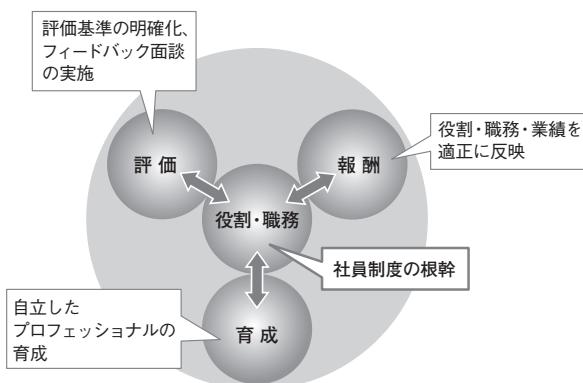 評価基準の明確化、
フィードバック面談
の実施
評 価
報 酬
役割・職務・業績を
適正に反映
役割・職務
社員制度の根幹
自立した
プロフェッショナルの
育成
育 成